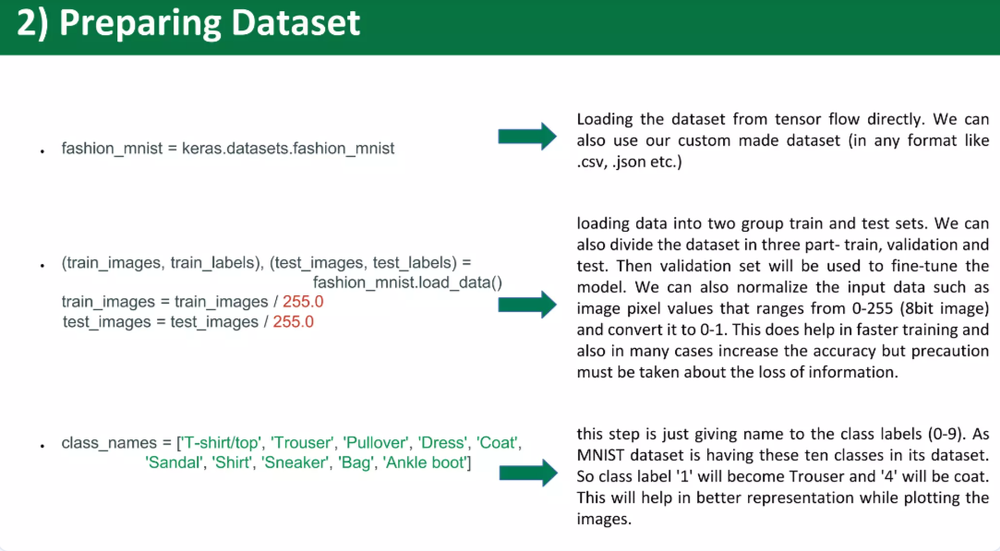 2) Preparing Dataset
• fashion_mnist = keras.datasets.fashion_mnist
Loading the dataset from tensor flow directly. We can
also use our custom made dataset (in any format like
.csv, .json etc.)
• (train_images, train_labels), (test_images, test_labels) =
fashion_mnist.load_data()
train_images = train_images / 255.0
test_images = test_images / 255.0
loading data into two group train and test sets. We can
also divide the dataset in three part- train, validation and
test. Then validation set will be used to fine-tune the
model. We can also normalize the input data such as
image pixel values that ranges from 0-255 (8bit image)
and convert it to 0-1. This does help in faster training and
also in many cases increase the accuracy but precaution
must be taken about the loss of information.
• class_names = ['T-shirt/top', 'Trouser', 'Pullover', 'Dress', 'Coat',
'Sandal', 'Shirt', 'Sneaker', 'Bag', 'Ankle boot']
this step is just giving name to the class labels (0-9). As
MNIST dataset is having these ten classes in its dataset.
So class label '1' will become Trouser and '4' will be coat.
This will help in better representation while plotting the
images.